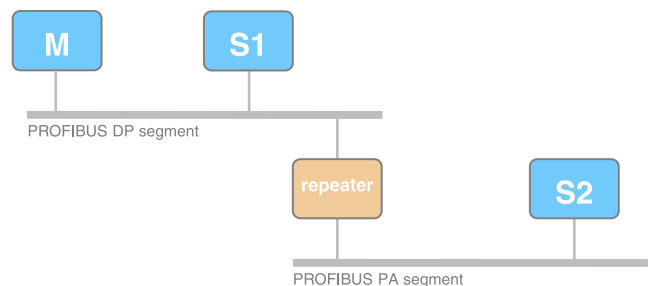 M
S1
PROFIBUS DP segment
repeater
S2
PROFIBUS PA segment